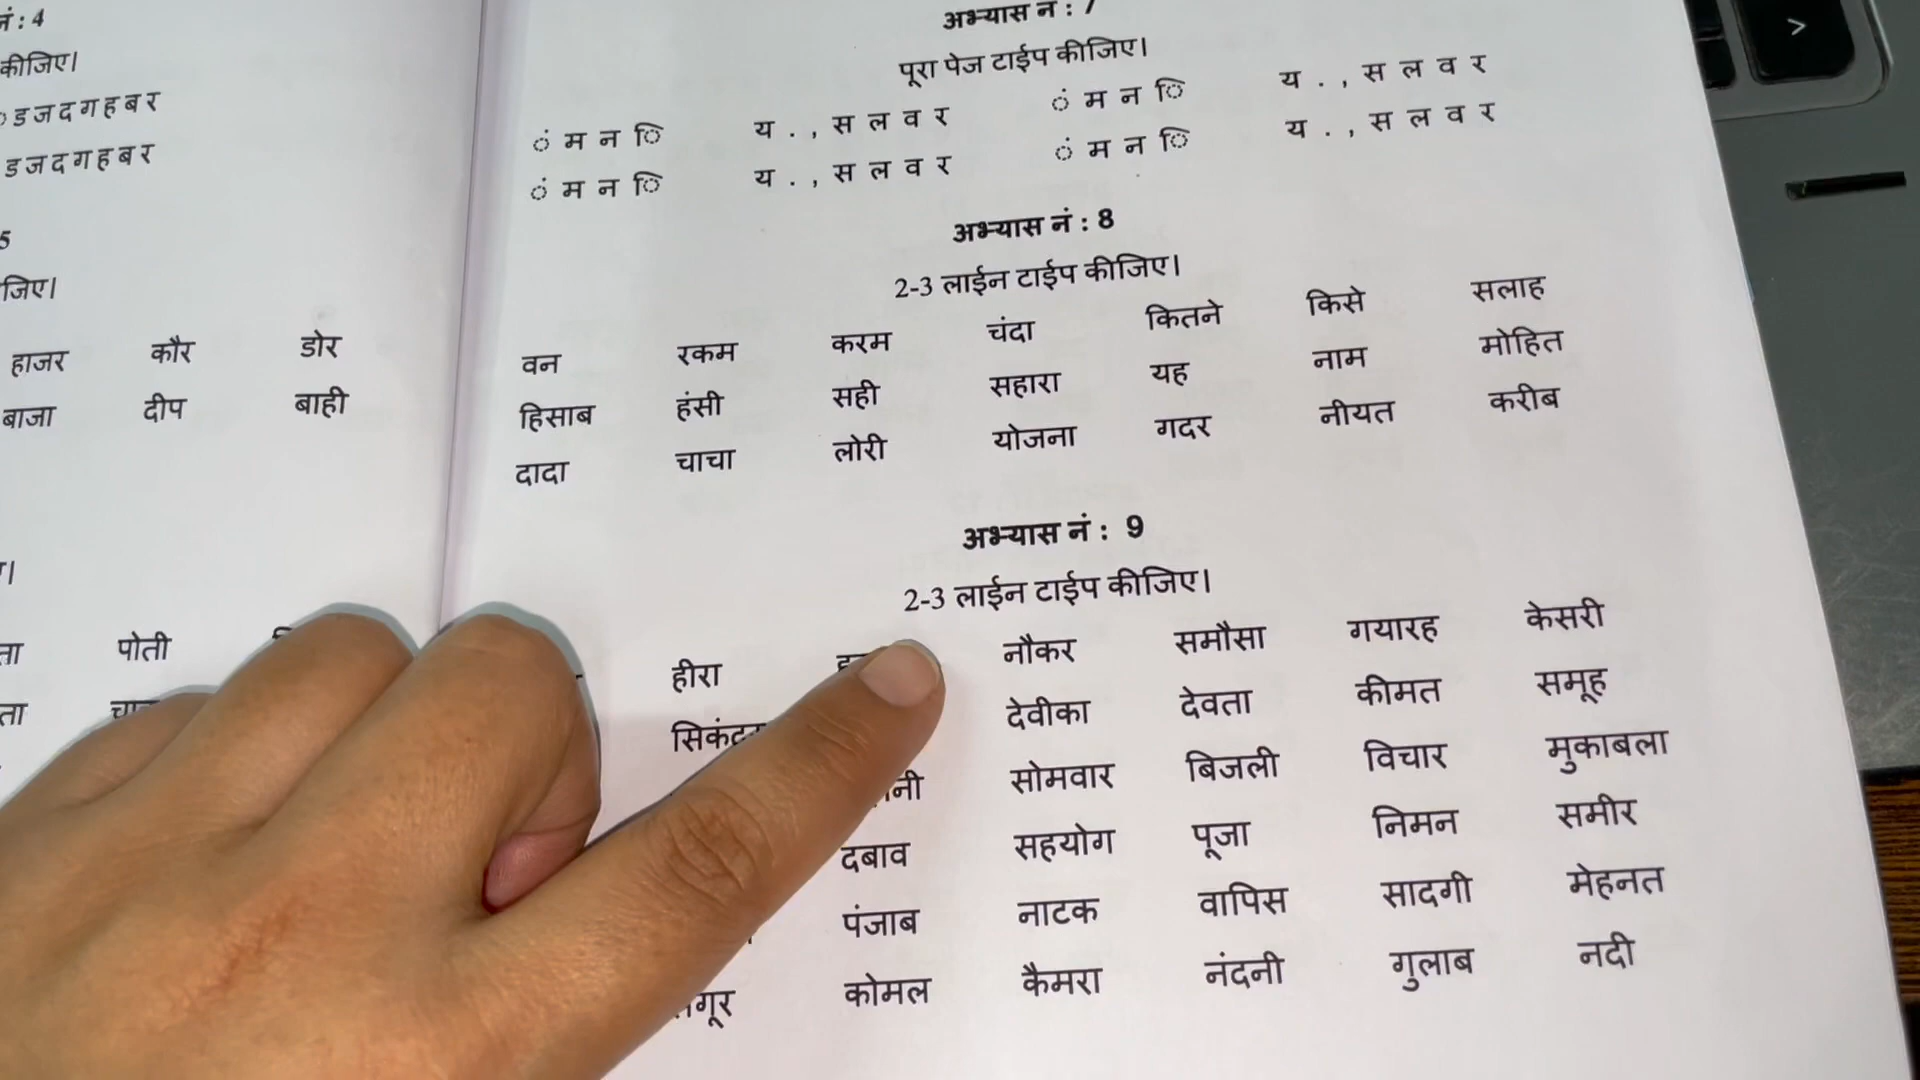 नं : 4
कीजिए।
ड ज द ग ह ब र
ड ज द ग ह ब र
5
हाजर कौर डोर
बाजा दीप बाही
पोती
अभ्यास नं : 7
पूरा पेज टाईप कीजिए।
ं म न ि य . , स ल व र ं म न ि य . , स ल व र
ं म न ि य . , स ल व र ं म न ि य . , स ल व र
अभ्यास नं : 8
2-3 लाईन टाईप कीजिए।
वन रकम करम चंदा कितने किसे सलाह
हिसाब हंसी सही सहारा यह नाम मोहित
दादा चाचा लोरी योजना गदर नीयत करीब
अभ्यास नं : 9
2-3 लाईन टाईप कीजिए।
हीरा नौकर समौसा गयारह केसरी
देवीका देवता कीमत समूह
सोमवार बिजली विचार मुकाबला
दबाव सहयोग पूजा निमन समीर
पंजाब नाटक वापिस सादगी मेहनत
कोमल कैमरा नंदनी गुलाब नदी